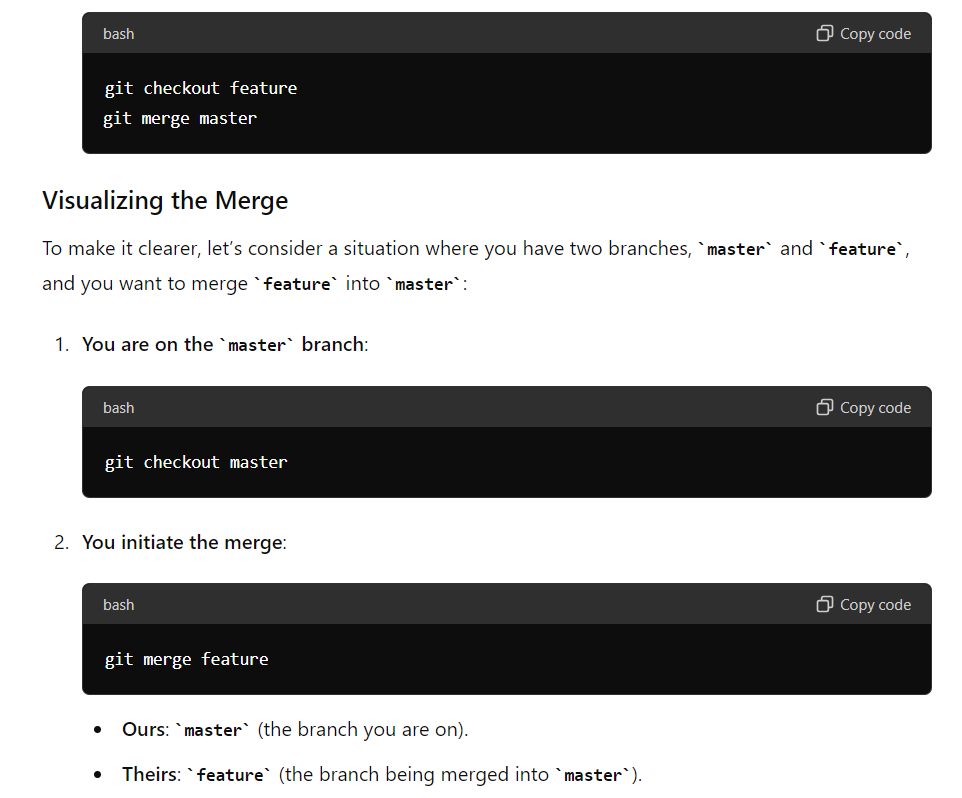 bash Copy code
git checkout feature
git merge master
Visualizing the Merge
To make it clearer, let’s consider a situation where you have two branches, `master` and `feature`,
and you want to merge `feature` into `master`:
1. You are on the `master` branch:
bash Copy code
git checkout master
2. You initiate the merge:
bash Copy code
git merge feature
• Ours: `master` (the branch you are on).
• Theirs: `feature` (the branch being merged into `master`).